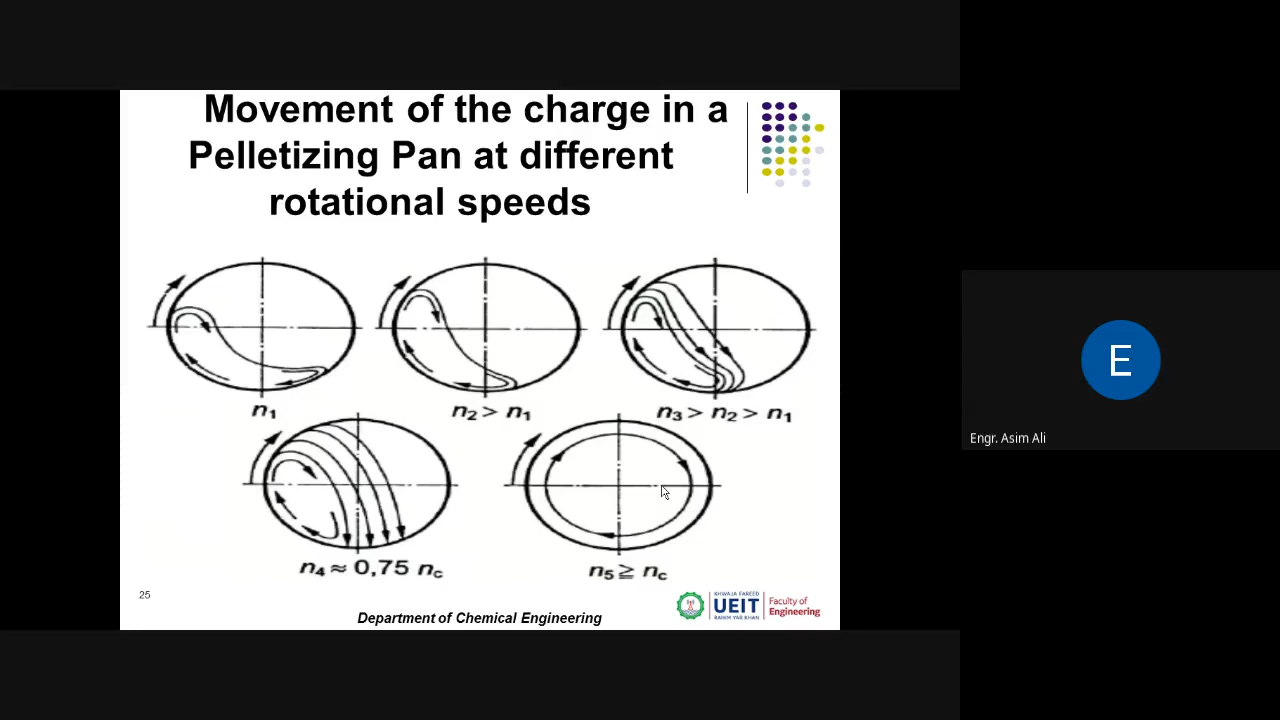 Movement of the charge in a
Pelletizing Pan at different
rotational speeds
n1
n2 > n1
n3 > n2 > n1
n4 ≈ 0,75 nc
n5 ≧ nc
25
Department of Chemical Engineering
KHWAJA FAREED
UEIT
RAHIM YAR KHAN
Faculty of
Engineering
E
Engr. Asim Ali